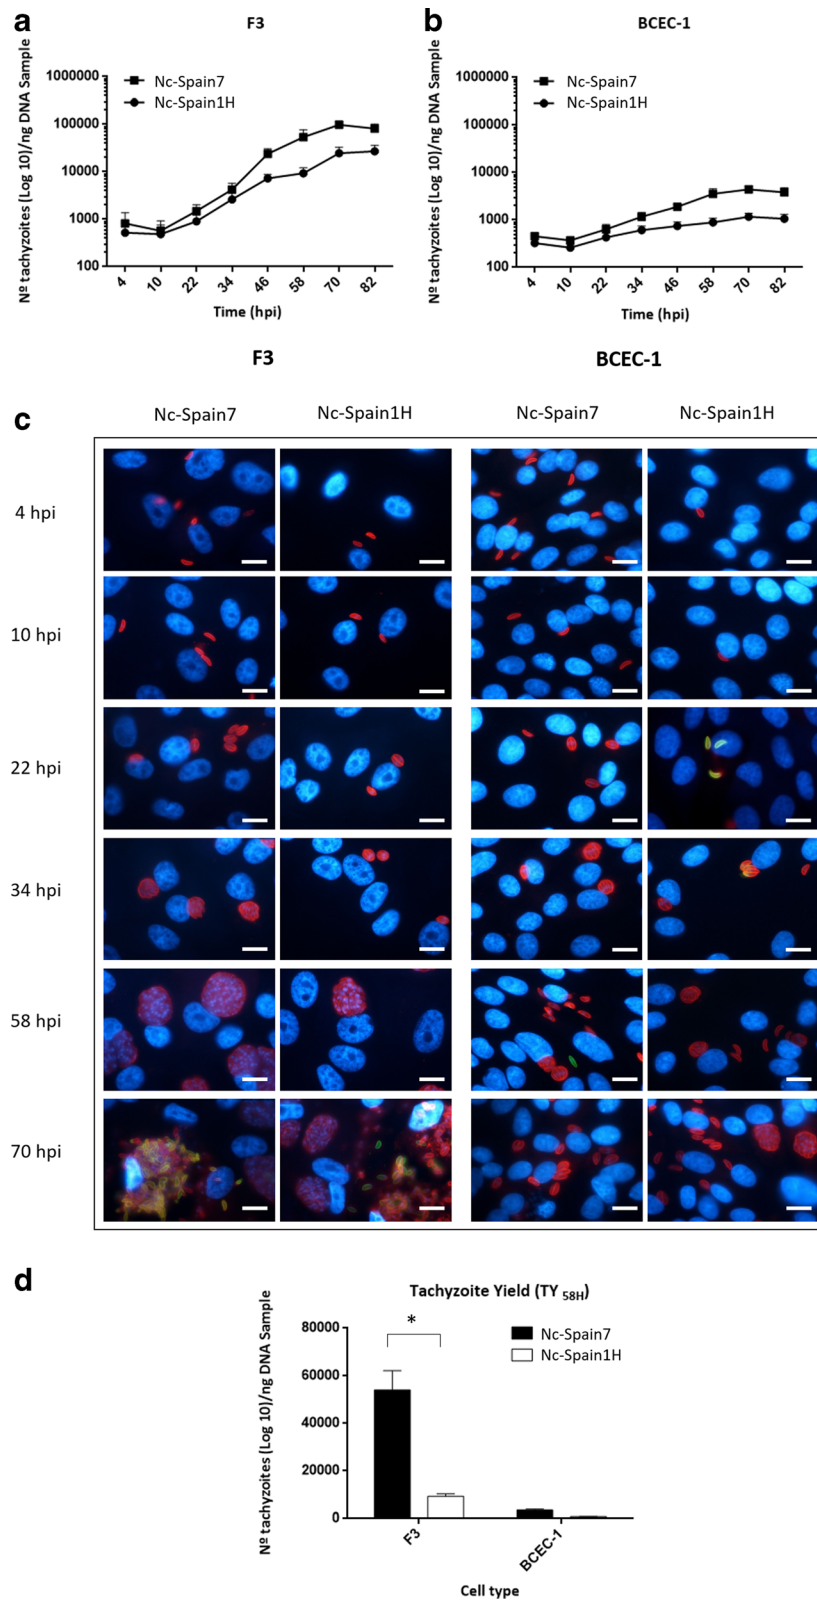 a
F3
Nº tachyzoites (Log 10)/ng DNA Sample
1000000
100000
10000
1000
100
Nc-Spain7
Nc-Spain1H
4 10 22 34 46 58 70 82
Time (hpi)
b
BCEC-1
Nº tachyzoites (Log 10)/ng DNA Sample
1000000
100000
10000
1000
100
Nc-Spain7
Nc-Spain1H
4 10 22 34 46 58 70 82
Time (hpi)
c
F3 BCEC-1
Nc-Spain7 Nc-Spain1H Nc-Spain7 Nc-Spain1H
4 hpi
10 hpi
22 hpi
34 hpi
58 hpi
70 hpi
d
Tachyzoite Yield (TY 58H)
Nº tachyzoites (Log 10)/ng DNA Sample
80000
60000
40000
20000
0
*
Nc-Spain7
Nc-Spain1H
F3 BCEC-1
Cell type